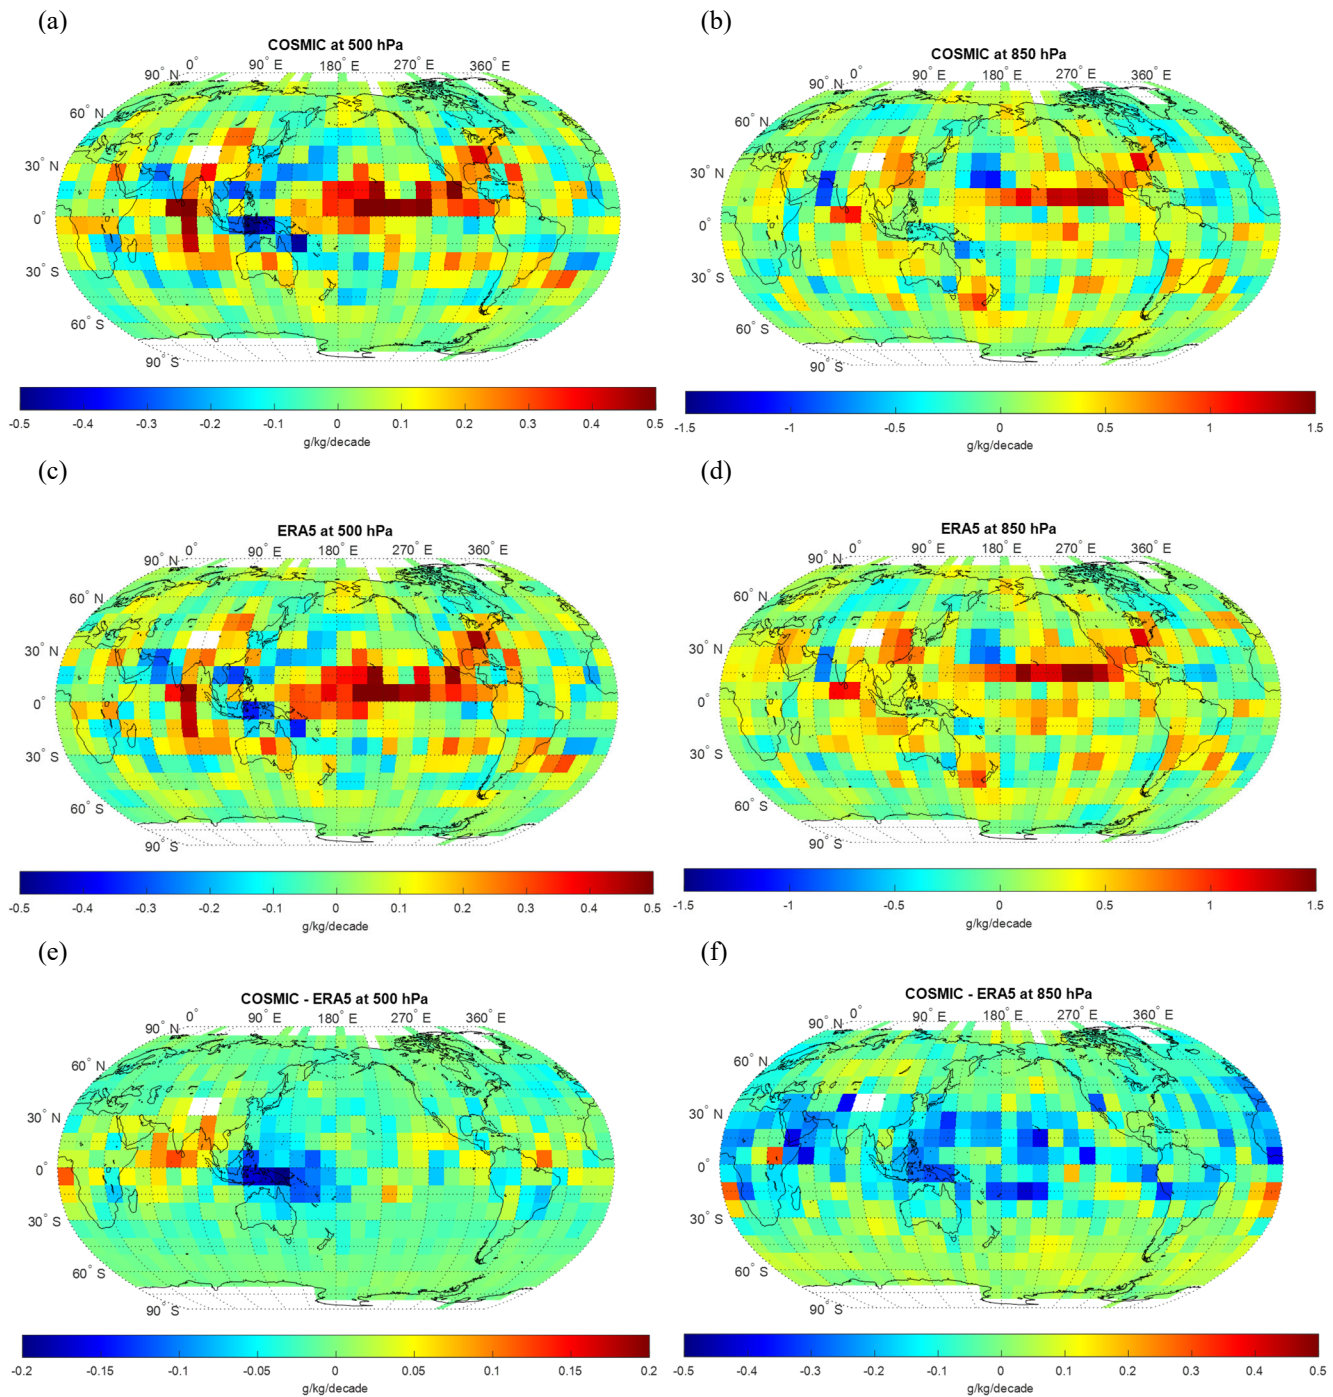 (a)
COSMIC at 500 hPa
0° 90° E 180° E 270° E 360° E
90° N
60° N
30° N
0°
30° S
60° S
90° S
-0.5 -0.4 -0.3 -0.2 -0.1 0 0.1 0.2 0.3 0.4 0.5
g/kg/decade
(b)
COSMIC at 850 hPa
0° 90° E 180° E 270° E 360° E
90° N
60° N
30° N
0°
30° S
60° S
90° S
-1.5 -1 -0.5 0 0.5 1 1.5
g/kg/decade
(c)
ERA5 at 500 hPa
0° 90° E 180° E 270° E 360° E
90° N
60° N
30° N
0°
30° S
60° S
90° S
-0.5 -0.4 -0.3 -0.2 -0.1 0 0.1 0.2 0.3 0.4 0.5
g/kg/decade
(d)
ERA5 at 850 hPa
0° 90° E 180° E 270° E 360° E
90° N
60° N
30° N
0°
30° S
60° S
90° S
-1.5 -1 -0.5 0 0.5 1 1.5
g/kg/decade
(e)
COSMIC - ERA5 at 500 hPa
0° 90° E 180° E 270° E 360° E
90° N
60° N
30° N
0°
30° S
60° S
90° S
-0.2 -0.15 -0.1 -0.05 0 0.05 0.1 0.15 0.2
g/kg/decade
(f)
COSMIC - ERA5 at 850 hPa
0° 90° E 180° E 270° E 360° E
90° N
60° N
30° N
0°
30° S
60° S
90° S
-0.5 -0.4 -0.3 -0.2 -0.1 0 0.1 0.2 0.3 0.4 0.5
g/kg/decade